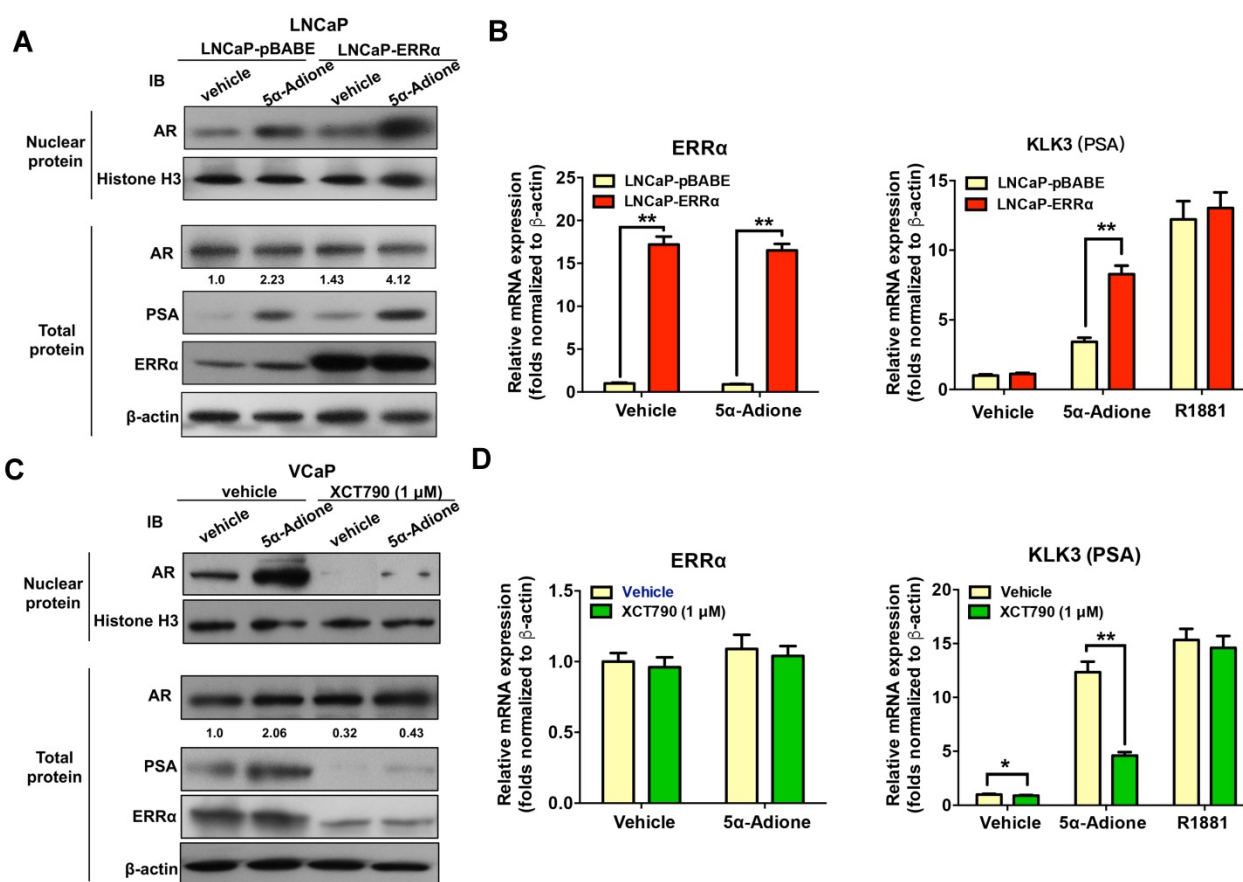 A
LNCaP
LNCaP-pBABE LNCaP-ERRα
IB
vehicle 5α-Adione vehicle 5α-Adione
Nuclear protein
AR
Histone H3
Total protein
AR
1.0 2.23 1.43 4.12
PSA
ERRα
β-actin
B
ERRα
LNCaP-pBABE
LNCaP-ERRα
Relative mRNA expression
(folds normalized to β-actin)
25
20
15
10
5
0
** **
Vehicle 5α-Adione
KLK3 (PSA)
LNCaP-pBABE
LNCaP-ERRα
Relative mRNA expression
(folds normalized to β-actin)
15
10
5
0
**
Vehicle 5α-Adione R1881
C
VCaP
vehicle XCT790 (1 μM)
IB
vehicle 5α-Adione vehicle 5α-Adione
Nuclear protein
AR
Histone H3
Total protein
AR
1.0 2.06 0.32 0.43
PSA
ERRα
β-actin
D
ERRα
Vehicle
XCT790 (1 μM)
Relative mRNA expression
(folds normalized to β-actin)
1.5
1.0
0.5
0.0
Vehicle 5α-Adione
KLK3 (PSA)
Vehicle
XCT790 (1 μM)
Relative mRNA expression
(folds normalized to β-actin)
20
15
10
5
0
* **
Vehicle 5α-Adione R1881